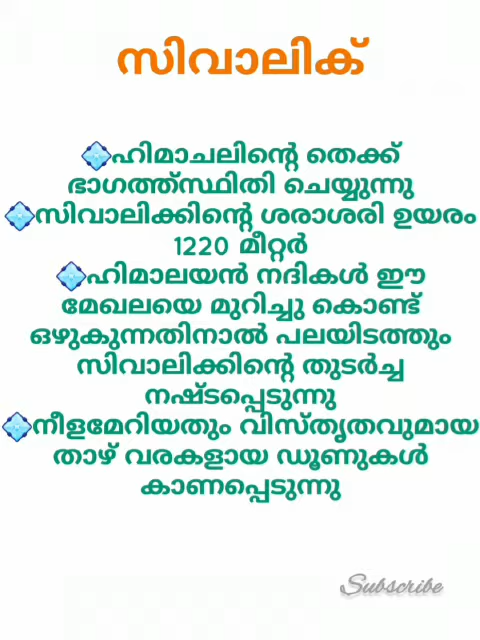 സിവാലിക്
ഹിമാചലിന്റെ തെക്ക്
ഭാഗത്ത്സ്ഥിതി ചെയ്യുന്നു
സിവാലിക്കിന്റെ ശരാശരി ഉയരം
1220 മീറ്റർ
ഹിമാലയൻ നദികൾ ഈ
മേഖലയെ മുറിച്ചു കൊണ്ട്
ഒഴുകുന്നതിനാൽ പലയിടത്തും
സിവാലിക്കിന്റെ തുടർച്ച
നഷ്ടപ്പെടുന്നു
നീളമേറിയതും വിസ്തൃതവുമായ
താഴ് വരകളായ ഡൂണുകൾ
കാണപ്പെടുന്നു
Subscribe